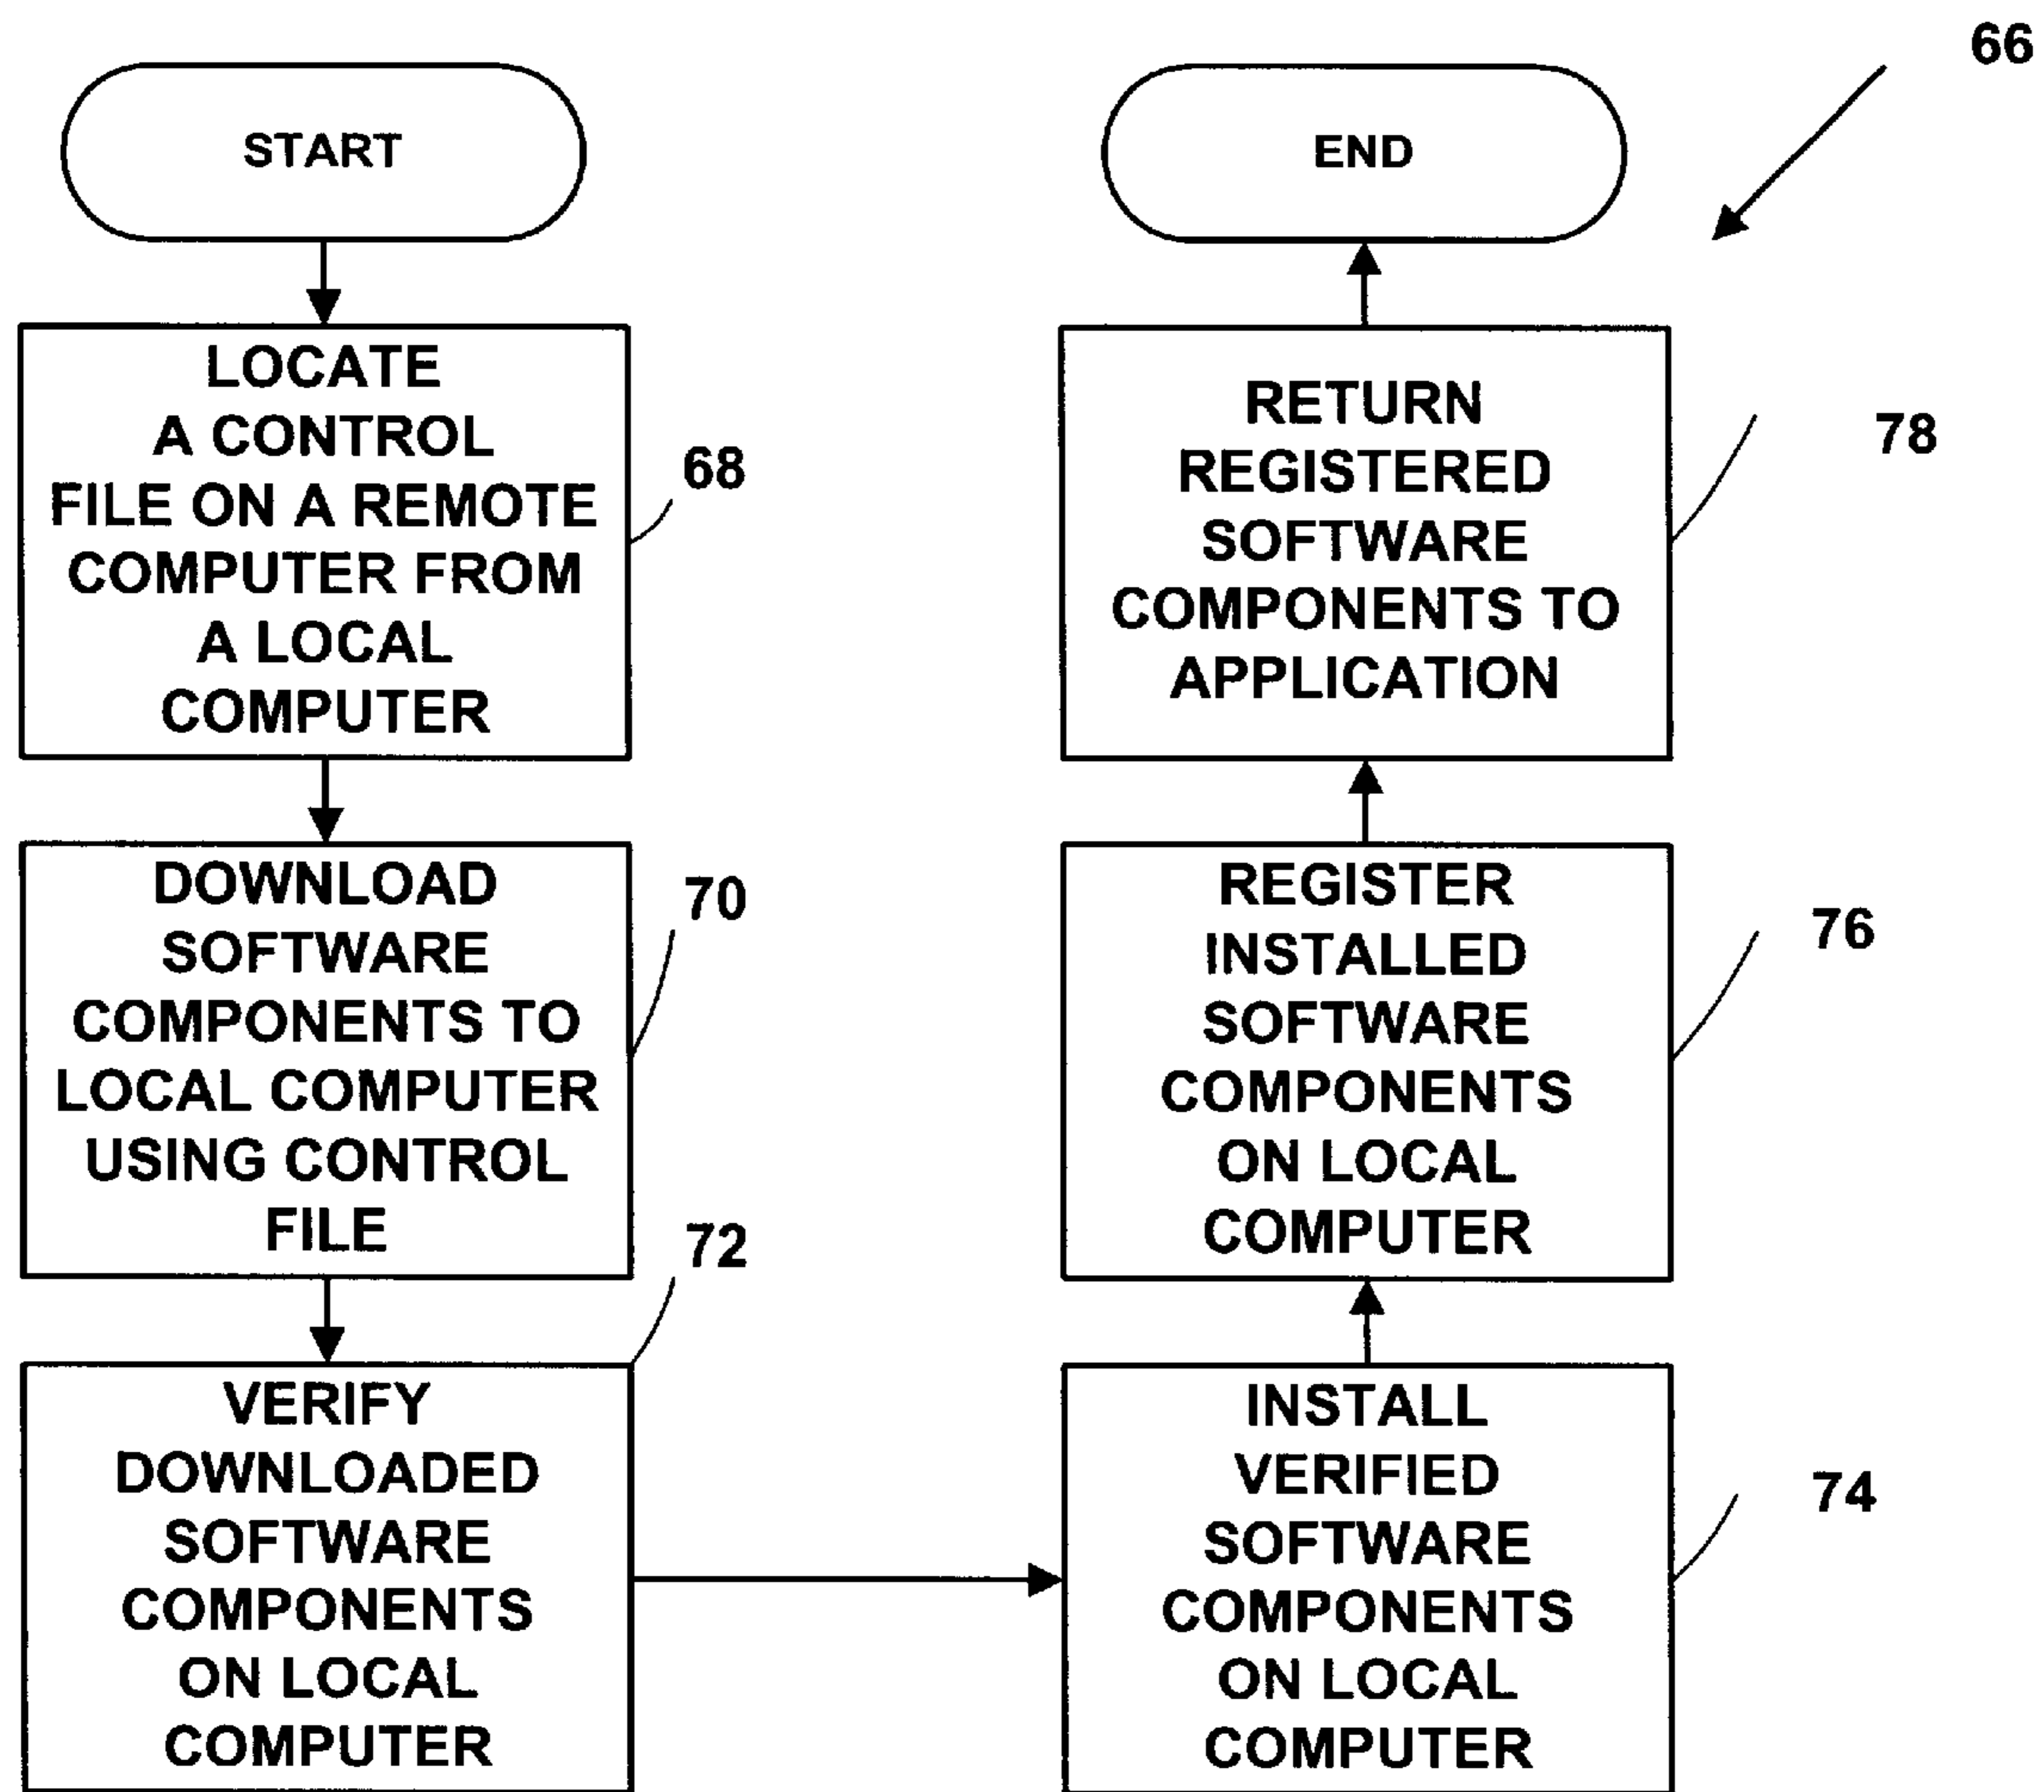 START
LOCATE
A CONTROL
FILE ON A REMOTE
COMPUTER FROM
A LOCAL
COMPUTER
68
DOWNLOAD
SOFTWARE
COMPONENTS TO
LOCAL COMPUTER
USING CONTROL
FILE
70
VERIFY
DOWNLOADED
SOFTWARE
COMPONENTS
ON LOCAL
COMPUTER
72
INSTALL
VERIFIED
SOFTWARE
COMPONENTS
ON LOCAL
COMPUTER
74
REGISTER
INSTALLED
SOFTWARE
COMPONENTS
ON LOCAL
COMPUTER
76
RETURN
REGISTERED
SOFTWARE
COMPONENTS TO
APPLICATION
78
END
66